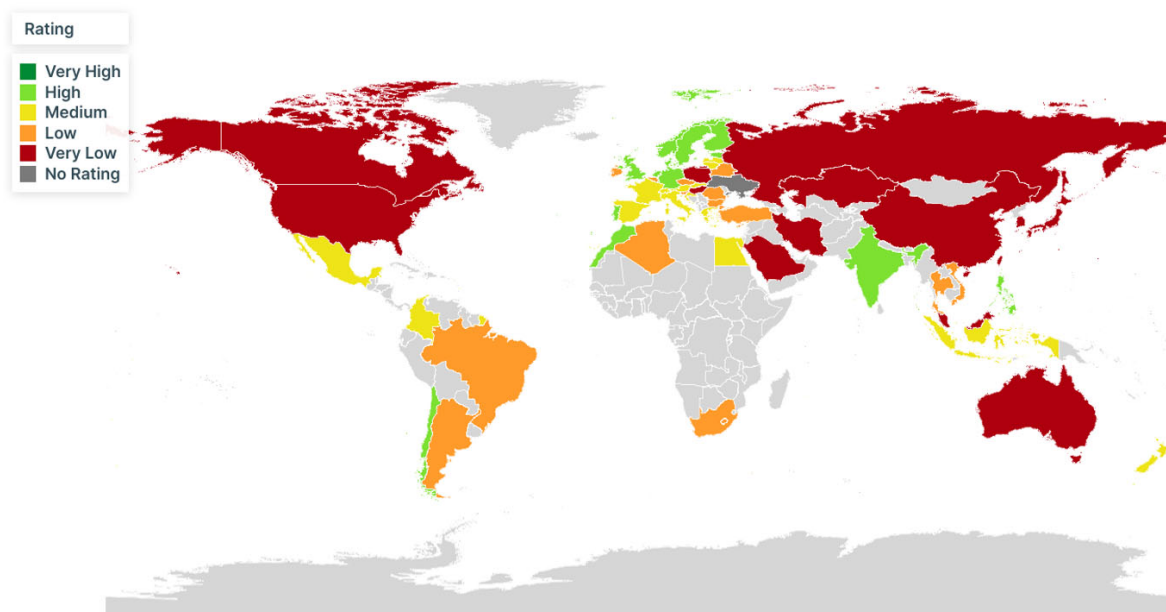 Rating
Very High
High
Medium
Low
Very Low
No Rating